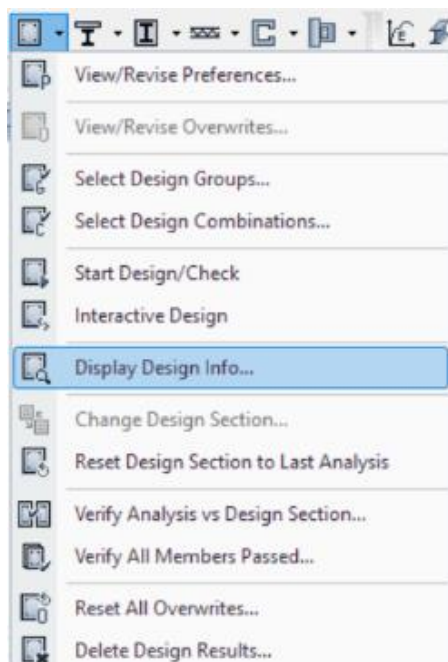 View/Revise Preferences...
View/Revise Overwrites...
Select Design Groups...
Select Design Combinations...
Start Design/Check
Interactive Design
Display Design Info...
Change Design Section...
Reset Design Section to Last Analysis
Verify Analysis vs Design Section...
Verify All Members Passed...
Reset All Overwrites...
Delete Design Results...